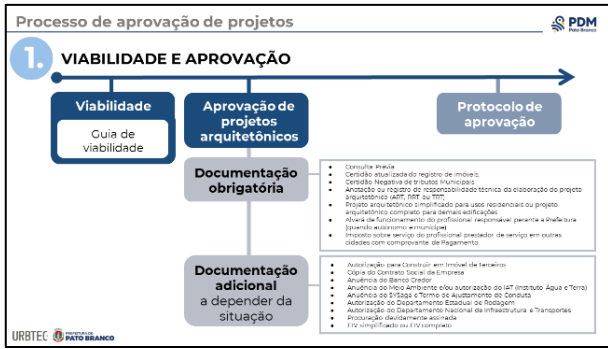 Processo de aprovação de projetos
PDM
Pato Branco
1. VIABILIDADE E APROVAÇÃO
Viabilidade
Guia de
viabilidade
Aprovação de
projetos
arquitetônicos
Protocolo de
aprovação
Documentação
obrigatória
• Consulta Prévia
• Certidão atualizada do registro de imóveis.
• Certidão Negativa de tributos Municipais
• Anotação ou registro de responsabilidade técnica da elaboração do projeto
arquitetônico (ART, RRT ou TRT)
• Projeto arquitetônico simplificado para usos residenciais ou projeto
arquitetônico completo para demais edificações
• Alvará de funcionamento do profissional responsável perante a Prefeitura
(quando autônomo e munícipe)
• Imposto sobre serviço do profissional prestador de serviço em outras
cidades com comprovante de Pagamento.
Documentação
adicional
a depender da
situação
• Autorização para Construir em Imóvel de Terceiros
• Cópia do Contrato Social da Empresa
• Anuência do Banco Credor
• Anuência do Meio Ambiente e/ou autorização do IAT (Instituto Água e Terra)
• Anuência do e Termo de Ajustamento do Conduta
• Autorização do Departamento Estadual de Rodagem
• Autorização do Departamento Nacional de Infraestrutura e Transportes
• Procuração devidamente assinada
• EIV simplificado ou EIV completo
URBTEC
PREFEITURA DE
PATO BRANCO